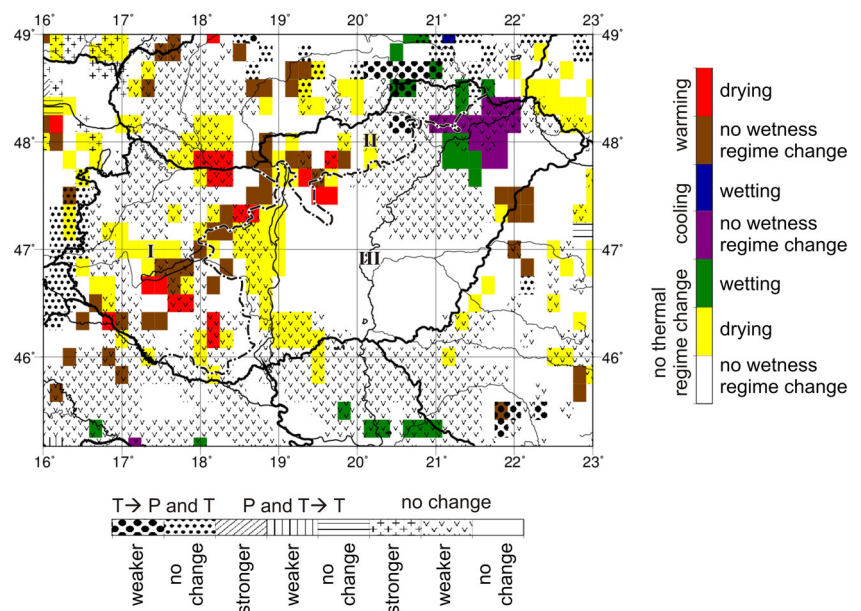 16° 17° 18° 19° 20° 21° 22° 23°
49° 49°
48° 48°
47° 47°
46° 46°
16° 17° 18° 19° 20° 21° 22° 23°
I
II
III
warming
cooling
no thermal
regime change
drying
no wetness
regime change
wetting
no wetness
regime change
wetting
drying
no wetness
regime change
T→ P and T P and T→ T no change
weaker
no
change
stronger
weaker
no
change
stronger
weaker
no
change